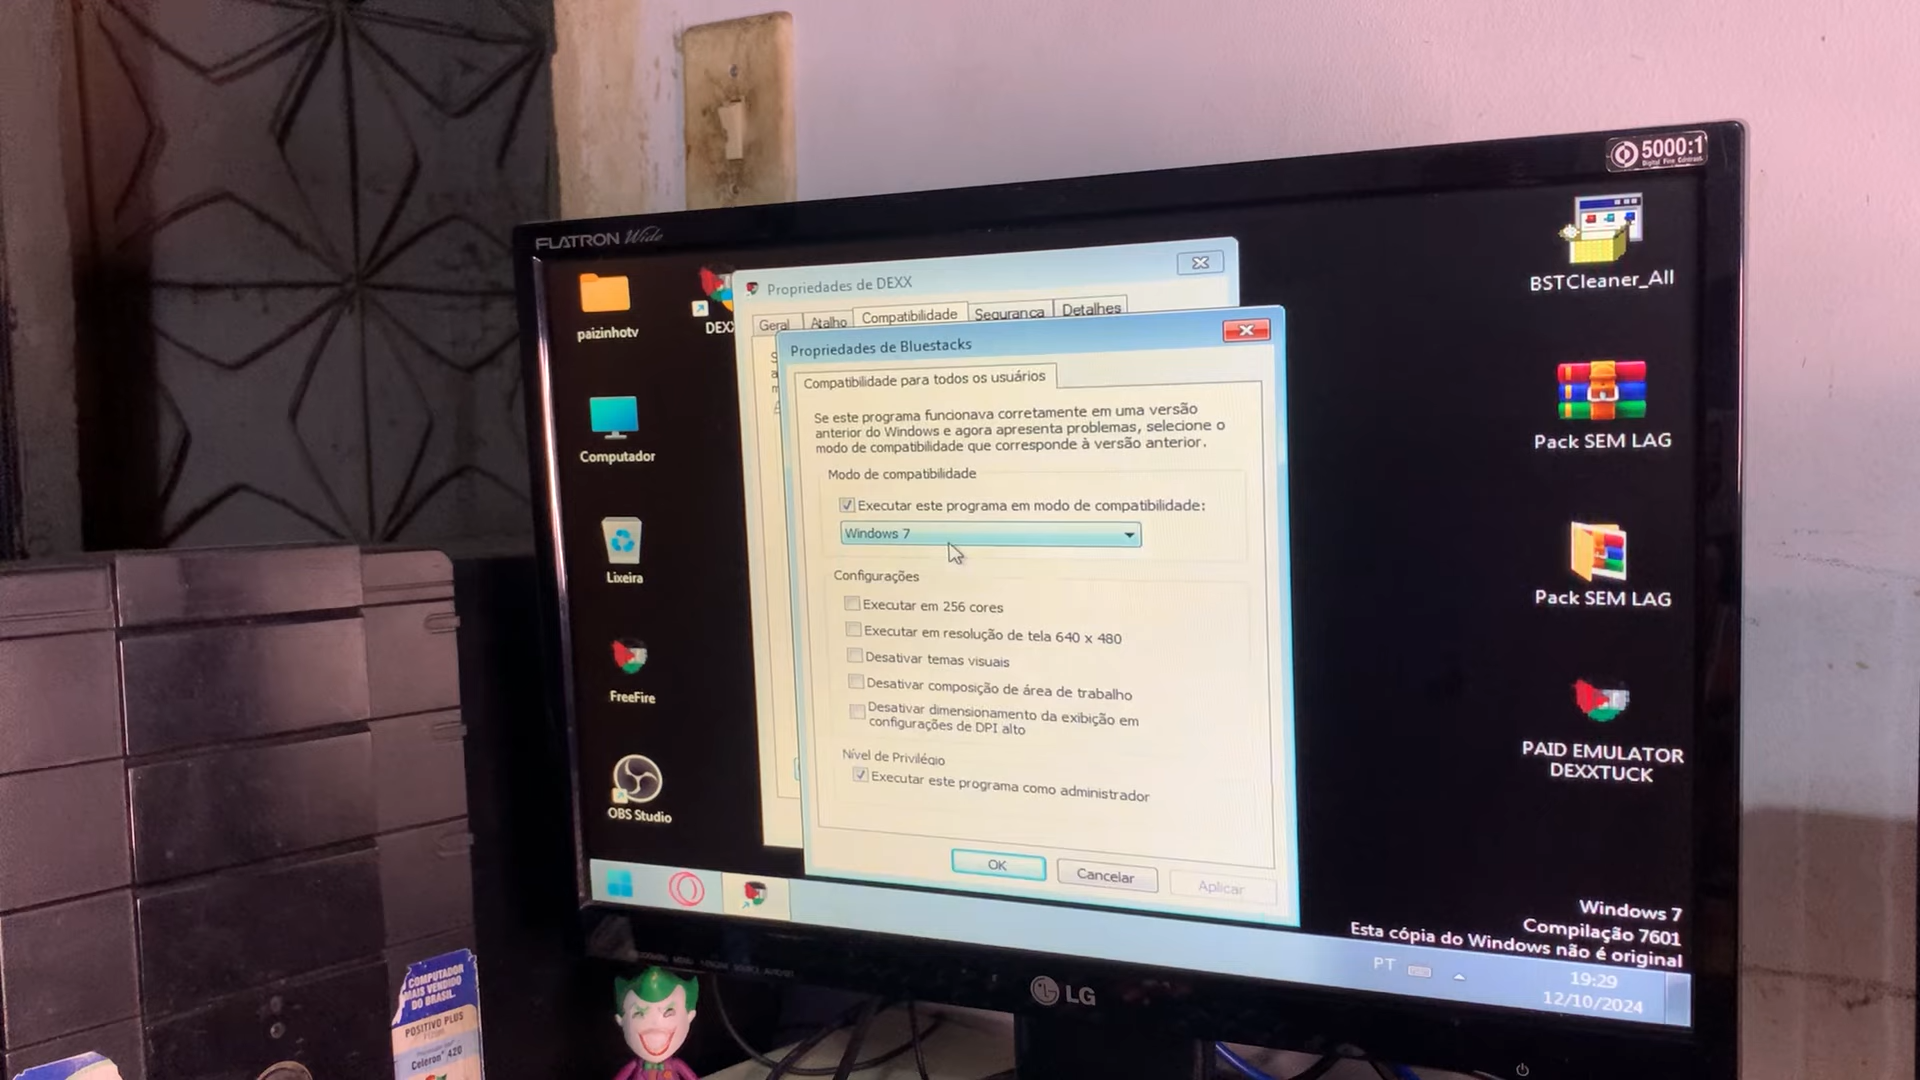 5000:1
Digital Fine Contrast
FLATRON Wide
paizinhotv
Computador
Lixeira
FreeFire
OBS Studio
DEXX
Propriedades de DEXX
Geral
Atalho
Compatibilidade
Segurança
Detalhes
Propriedades de Bluestacks
Compatibilidade para todos os usuários
Se este programa funcionava corretamente em uma versão
anterior do Windows e agora apresenta problemas, selecione o
modo de compatibilidade que corresponde à versão anterior.
Modo de compatibilidade
Executar este programa em modo de compatibilidade:
Windows 7
Configurações
Executar em 256 cores
Executar em resolução de tela 640 x 480
Desativar temas visuais
Desativar composição de área de trabalho
Desativar dimensionamento da exibição em
configurações de DPI alto
Nível de Privilégio
Executar este programa como administrador
OK
Cancelar
Aplicar
BSTCleaner_All
Pack SEM LAG
Pack SEM LAG
PAID EMULATOR
DEXXTUCK
Windows 7
Compilação 7601
Esta cópia do Windows não é original
PT
19:29
12/10/2024
LG
COMPUTADOR
MAIS VENDIDO
DO BRASIL.
POSITIVO PLUS
Celeron® 420